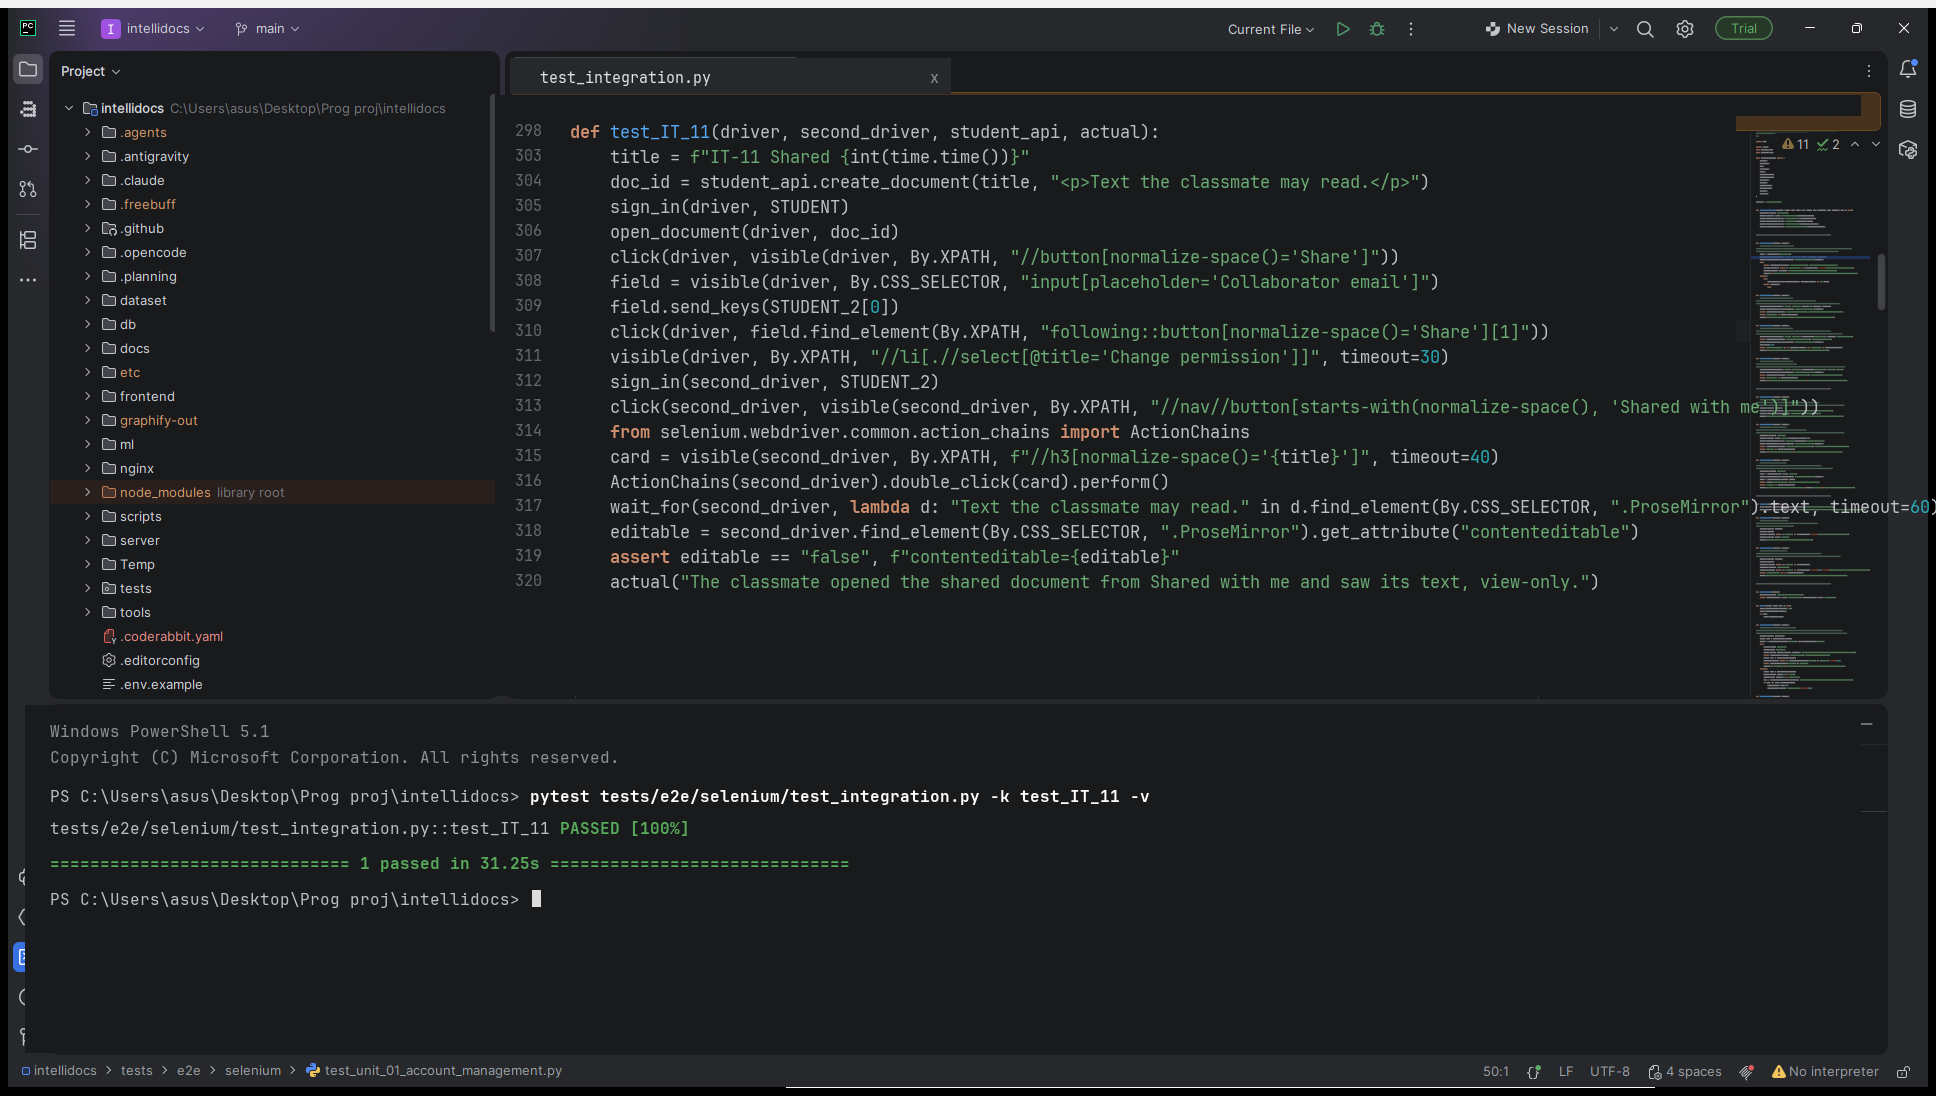 PC
I intellidocs main
Current File New Session Trial
Project
intellidocs C:\Users\asus\Desktop\Prog proj\intellidocs
.agents
.antigravity
.claude
.freebuff
.github
.opencode
.planning
dataset
db
docs
etc
frontend
graphify-out
ml
nginx
node_modules library root
scripts
server
Temp
tests
tools
.coderabbit.yaml
.editorconfig
.env.example
test_integration.py x
11 2
298 def test_IT_11(driver, second_driver, student_api, actual):
303 title = f"IT-11 Shared {int(time.time())}"
304 doc_id = student_api.create_document(title, "<p>Text the classmate may read.</p>")
305 sign_in(driver, STUDENT)
306 open_document(driver, doc_id)
307 click(driver, visible(driver, By.XPATH, "//button[normalize-space()='Share']"))
308 field = visible(driver, By.CSS_SELECTOR, "input[placeholder='Collaborator email']")
309 field.send_keys(STUDENT_2[0])
310 click(driver, field.find_element(By.XPATH, "following::button[normalize-space()='Share'][1]"))
311 visible(driver, By.XPATH, "//li[.//select[@title='Change permission']]", timeout=30)
312 sign_in(second_driver, STUDENT_2)
313 click(second_driver, visible(second_driver, By.XPATH, "//nav//button[starts-with(normalize-space(), 'Shared with me')]"))
314 from selenium.webdriver.common.action_chains import ActionChains
315 card = visible(second_driver, By.XPATH, f"//h3[normalize-space()='{title}']", timeout=40)
316 ActionChains(second_driver).double_click(card).perform()
317 wait_for(second_driver, lambda d: "Text the classmate may read." in d.find_element(By.CSS_SELECTOR, ".ProseMirror").text, timeout=60)
318 editable = second_driver.find_element(By.CSS_SELECTOR, ".ProseMirror").get_attribute("contenteditable")
319 assert editable == "false", f"contenteditable={editable}"
320 actual("The classmate opened the shared document from Shared with me and saw its text, view-only.")
Windows PowerShell 5.1
Copyright (C) Microsoft Corporation. All rights reserved.
PS C:\Users\asus\Desktop\Prog proj\intellidocs> pytest tests/e2e/selenium/test_integration.py -k test_IT_11 -v
tests/e2e/selenium/test_integration.py::test_IT_11 PASSED [100%]
============================== 1 passed in 31.25s ==============================
PS C:\Users\asus\Desktop\Prog proj\intellidocs>
intellidocs > tests > e2e > selenium > test_unit_01_account_management.py 50:1 LF UTF-8 4 spaces No interpreter